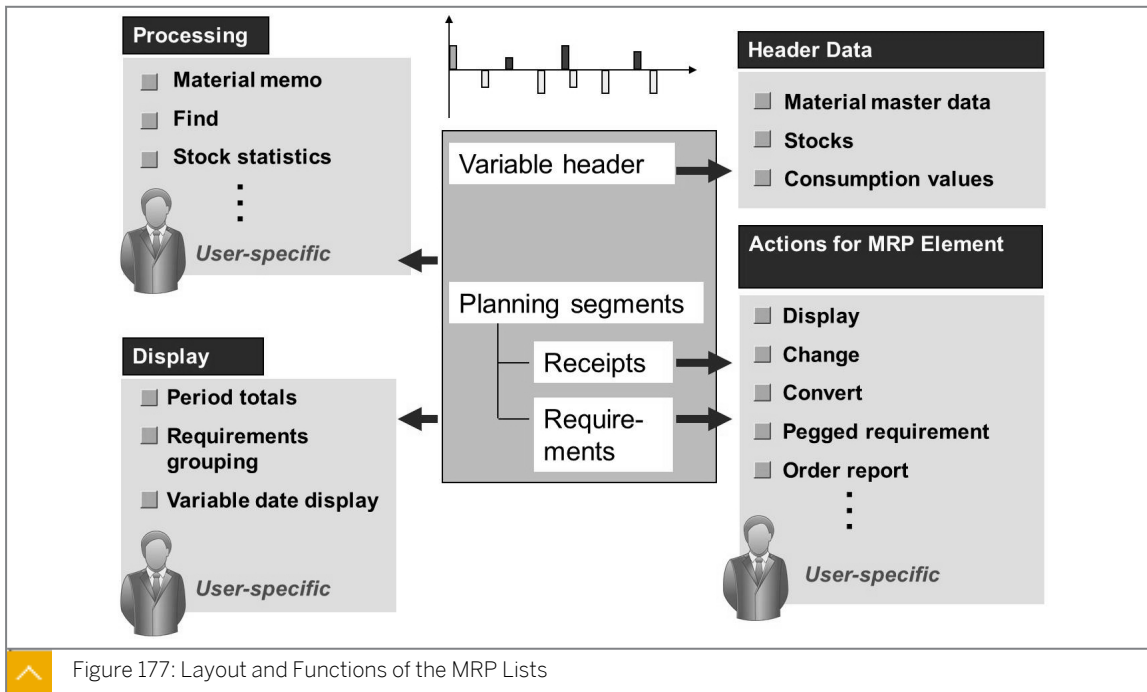 Processing
Material memo
Find
Stock statistics
User-specific
Display
Period totals
Requirements
grouping
Variable date display
User-specific
Variable header
Planning segments
Receipts
Require-
ments
Header Data
Material master data
Stocks
Consumption values
Actions for MRP Element
Display
Change
Convert
Pegged requirement
Order report
User-specific
Figure 177: Layout and Functions of the MRP Lists